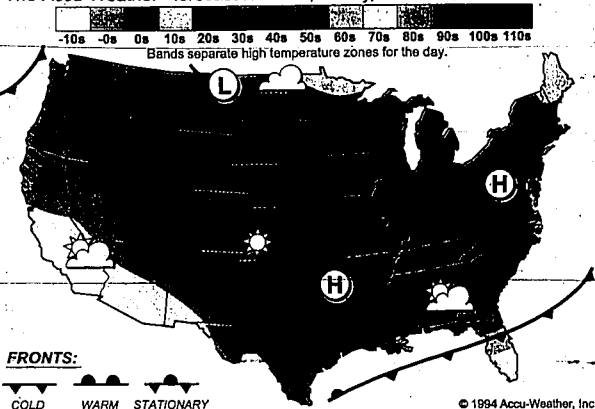 -10s -0s 0s 10s 20s 30s 40s 50s 60s 70s 80s 90s 100s 110s
Bands separate high temperature zones for the day.
L
H
H
FRONTS:
COLD WARM STATIONARY
© 1994 Accu-Weather, Inc